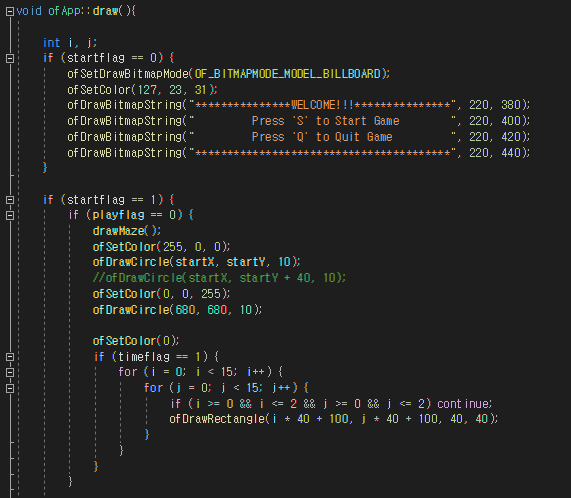 void ofApp::draw(){
int i, j;
if (startflag == 0) {
ofSetDrawBitmapMode(OF_BITMAPMODE_MODEL_BILLBOARD);
ofSetColor(127, 23, 31);
ofDrawBitmapString("***************WELCOME!!!***************", 220, 380);
ofDrawBitmapString("         Press 'S' to Start Game        ", 220, 400);
ofDrawBitmapString("         Press 'Q' to Quit Game         ", 220, 420);
ofDrawBitmapString("****************************************", 220, 440);
}
if (startflag == 1) {
if (playflag == 0) {
drawMaze();
ofSetColor(255, 0, 0);
ofDrawCircle(startX, startY, 10);
//ofDrawCircle(startX, startY + 40, 10);
ofSetColor(0, 0, 255);
ofDrawCircle(680, 680, 10);
ofSetColor(0);
if (timeflag == 1) {
for (i = 0; i < 15; i++) {
for (j = 0; j < 15; j++) {
if (i >= 0 && i <= 2 && j >= 0 && j <= 2) continue;
ofDrawRectangle(i * 40 + 100, j * 40 + 100, 40, 40);
}
}
}
}